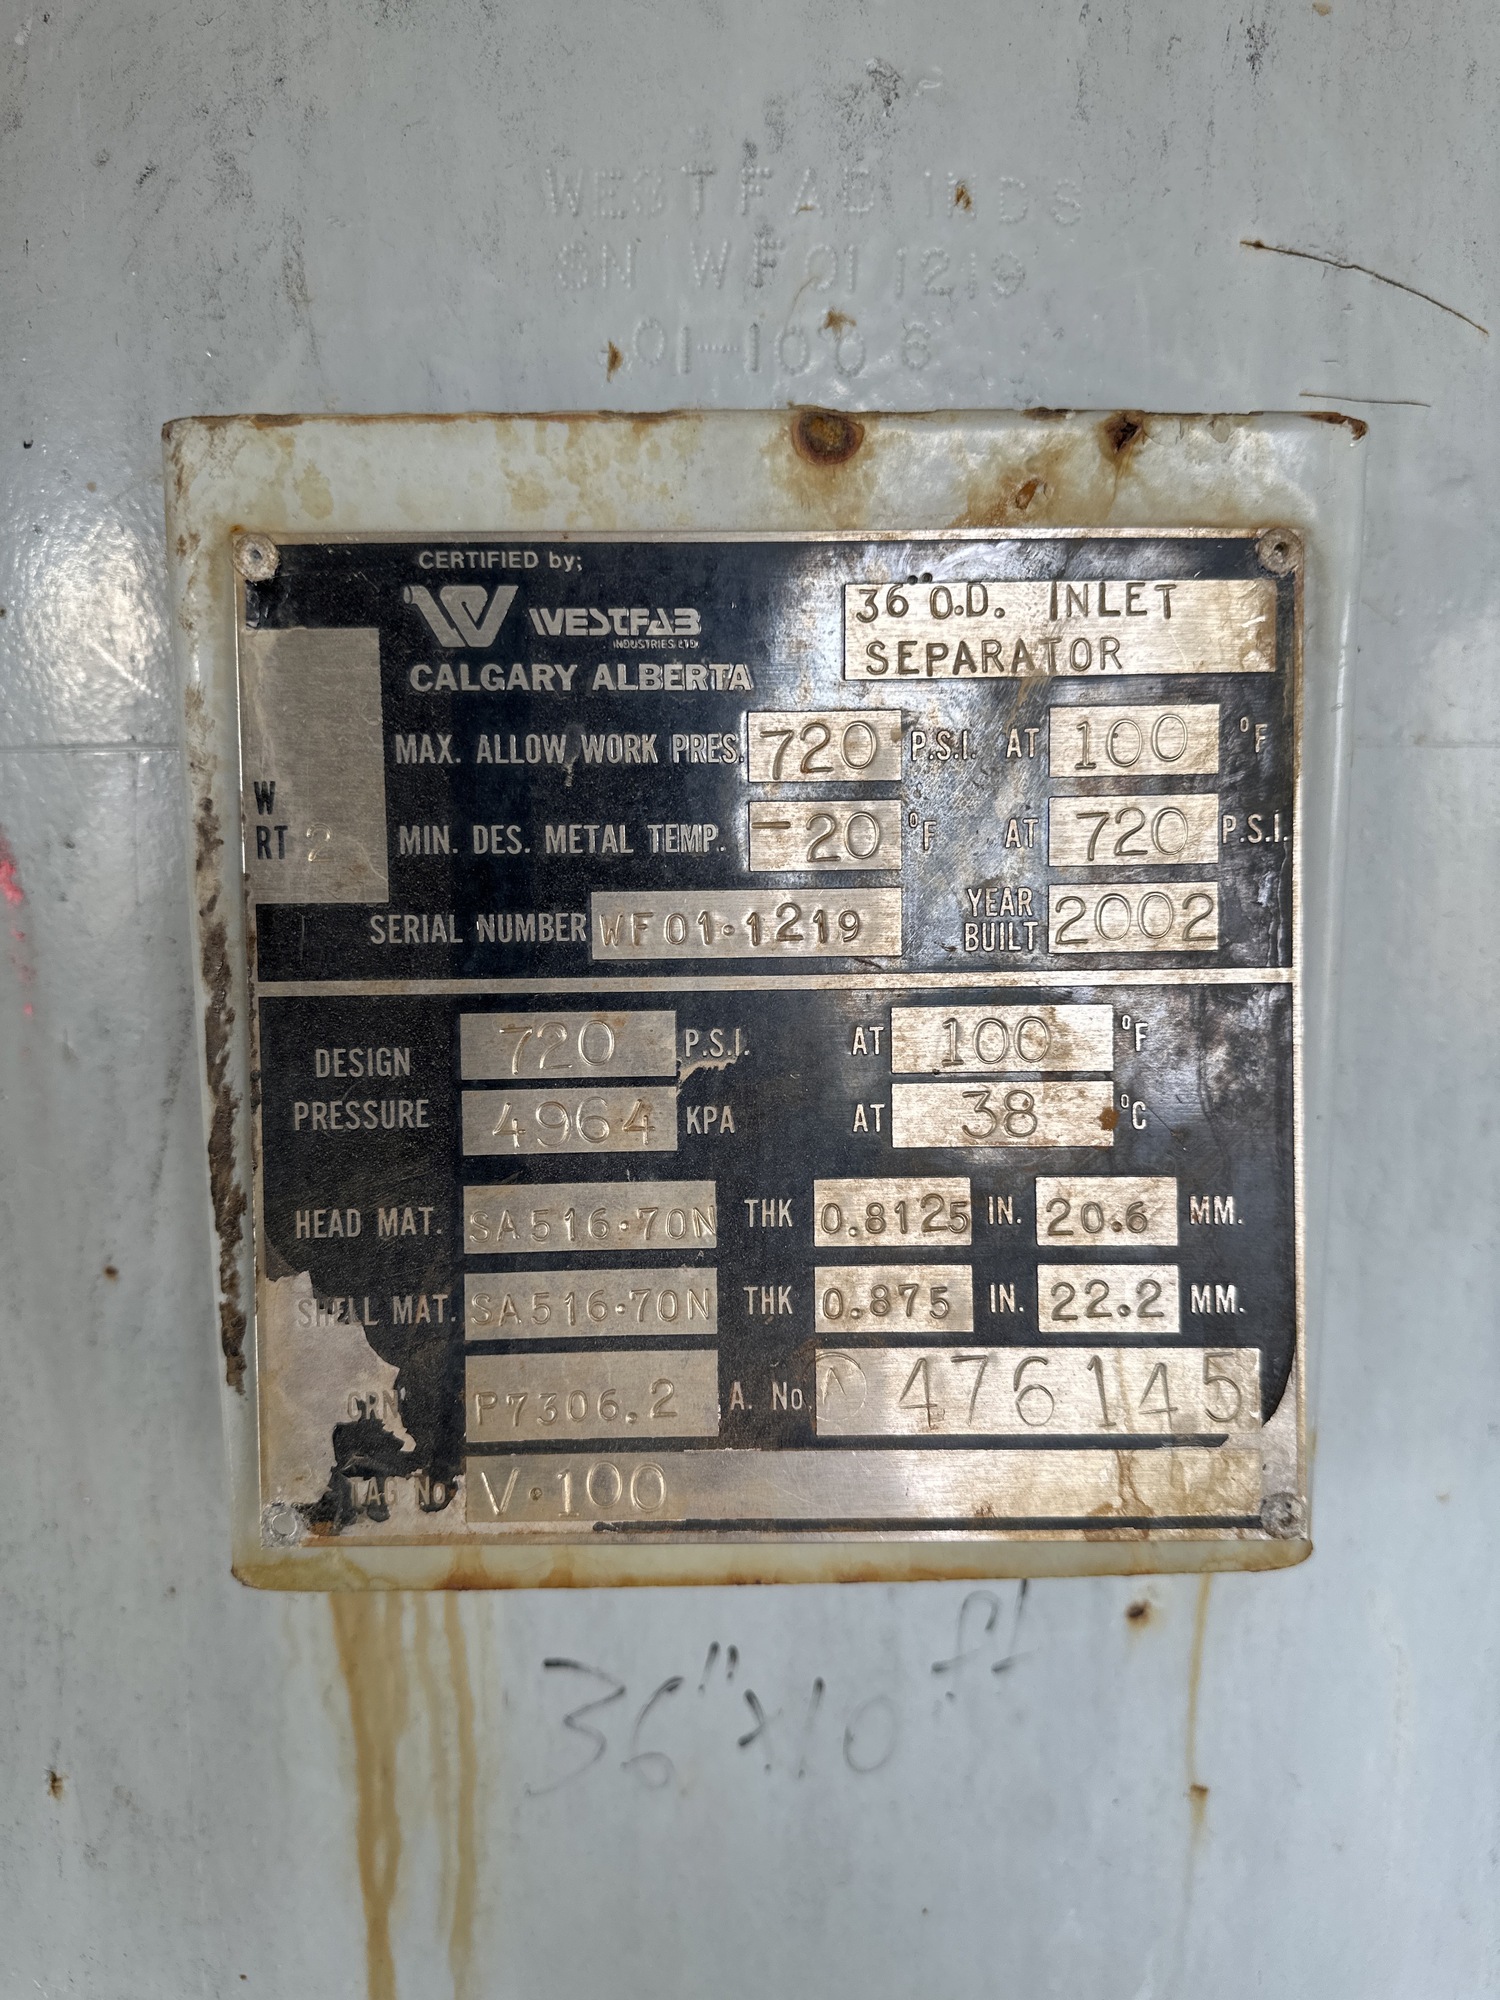 WESTFAB INDS
SN WF01 1219
01-1006
CERTIFIED by;
W WESTFAB
INDUSTRIES LTD.
CALGARY ALBERTA
36" O.D. INLET
SEPARATOR
MAX. ALLOW WORK PRES. 720 P.S.I. AT 100 °F
W
RT 2
MIN. DES. METAL TEMP. -20 °F AT 720 P.S.I.
SERIAL NUMBER WF01·1219 YEAR BUILT 2002
DESIGN PRESSURE
720 P.S.I. AT 100 °F
4964 KPA AT 38 °C
HEAD MAT. SA516·70N THK 0.8125 IN. 20.6 MM.
SHELL MAT. SA516·70N THK 0.875 IN. 22.2 MM.
CRN P7306.2 A. No. A 476145
TAG No V·100
36" x 10 ft